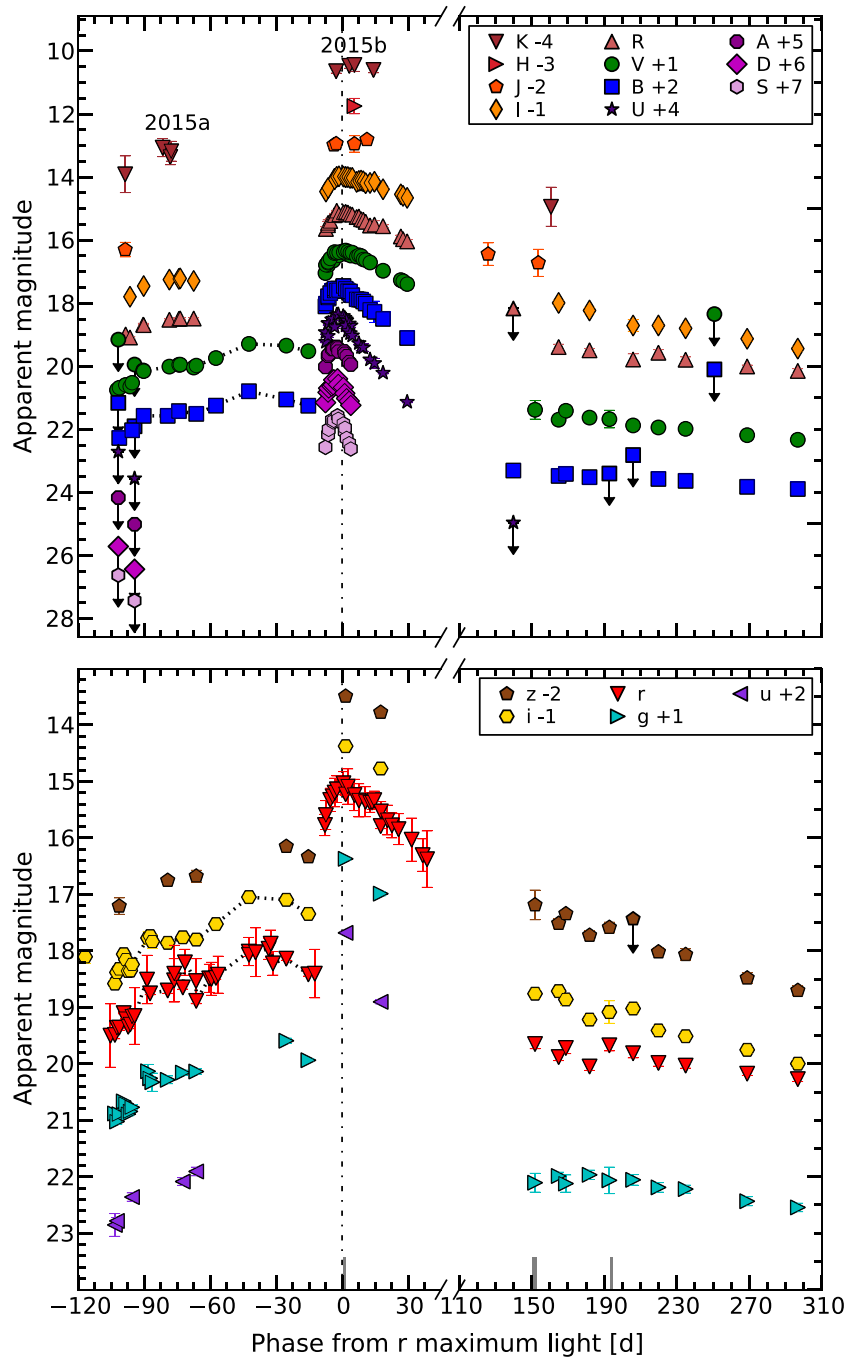 2015a
2015b
K -4
H -3
J -2
I -1
R
V +1
B +2
U +4
A +5
D +6
S +7
10
12
14
16
18
20
22
24
26
28
Apparent magnitude
z -2
i -1
r
g +1
u +2
14
15
16
17
18
19
20
21
22
23
Apparent magnitude
−120 −90 −60 −30 0 30 110 150 190 230 270 310
Phase from r maximum light [d]